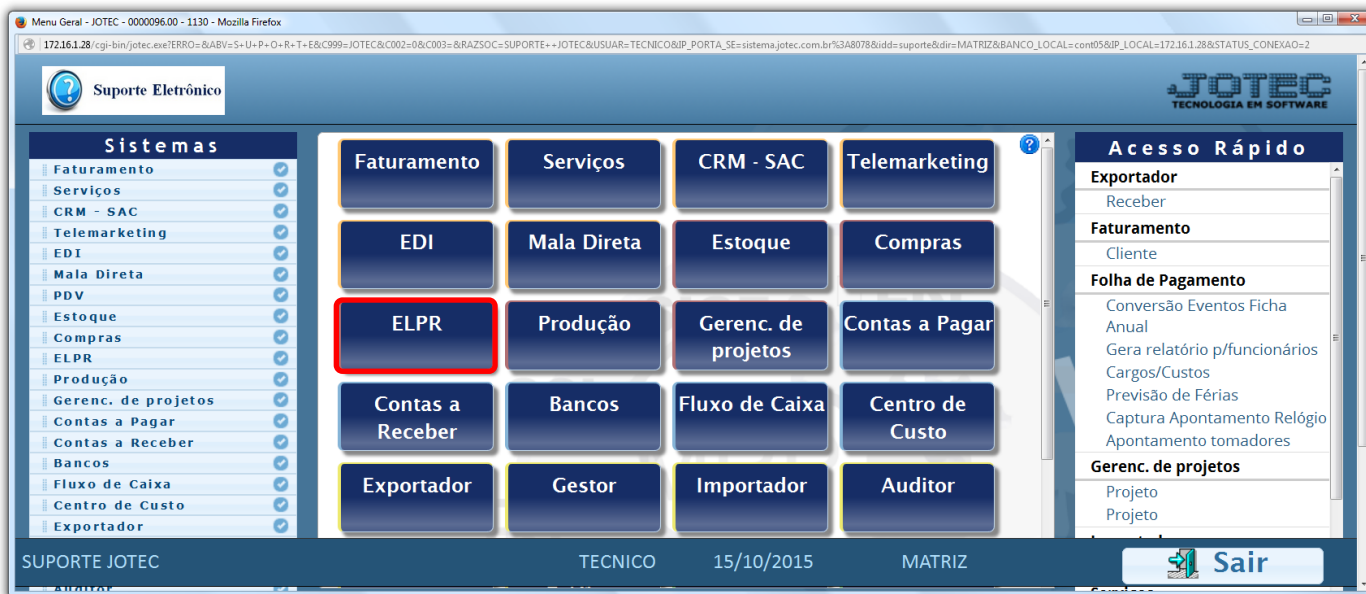 Menu Geral - JOTEC - 0000096.00 - 1130 - Mozilla Firefox
172.16.1.28/cgi-bin/jotec.exe?ERRO=&ABV=S+U+P+O+R+T+E&C999=JOTEC&C002=0&C003=&RAZSOC=SUPORTE++JOTEC&USUAR=TECNICO&IP_PORTA_SE=sistema.jotec.com.br%3A8078&idd=suporte&dir=MATRIZ&BANCO_LOCAL=cont05&IP_LOCAL=172.16.1.28&STATUS_CONEXAO=2
Suporte Eletrônico
JOTEC
TECNOLOGIA EM SOFTWARE
Sistemas
Faturamento
Serviços
CRM - SAC
Telemarketing
EDI
Mala Direta
PDV
Estoque
Compras
ELPR
Produção
Gerenc. de projetos
Contas a Pagar
Contas a Receber
Bancos
Fluxo de Caixa
Centro de Custo
Exportador
Auditor
Faturamento
Serviços
CRM - SAC
Telemarketing
EDI
Mala Direta
Estoque
Compras
ELPR
Produção
Gerenc. de
projetos
Contas a Pagar
Contas a
Receber
Bancos
Fluxo de Caixa
Centro de
Custo
Exportador
Gestor
Importador
Auditor
Acesso Rápido
Exportador
Receber
Faturamento
Cliente
Folha de Pagamento
Conversão Eventos Ficha
Anual
Gera relatório p/funcionários
Cargos/Custos
Previsão de Férias
Captura Apontamento Relógio
Apontamento tomadores
Gerenc. de projetos
Projeto
Projeto
SUPORTE JOTEC
TECNICO
15/10/2015
MATRIZ
Sair